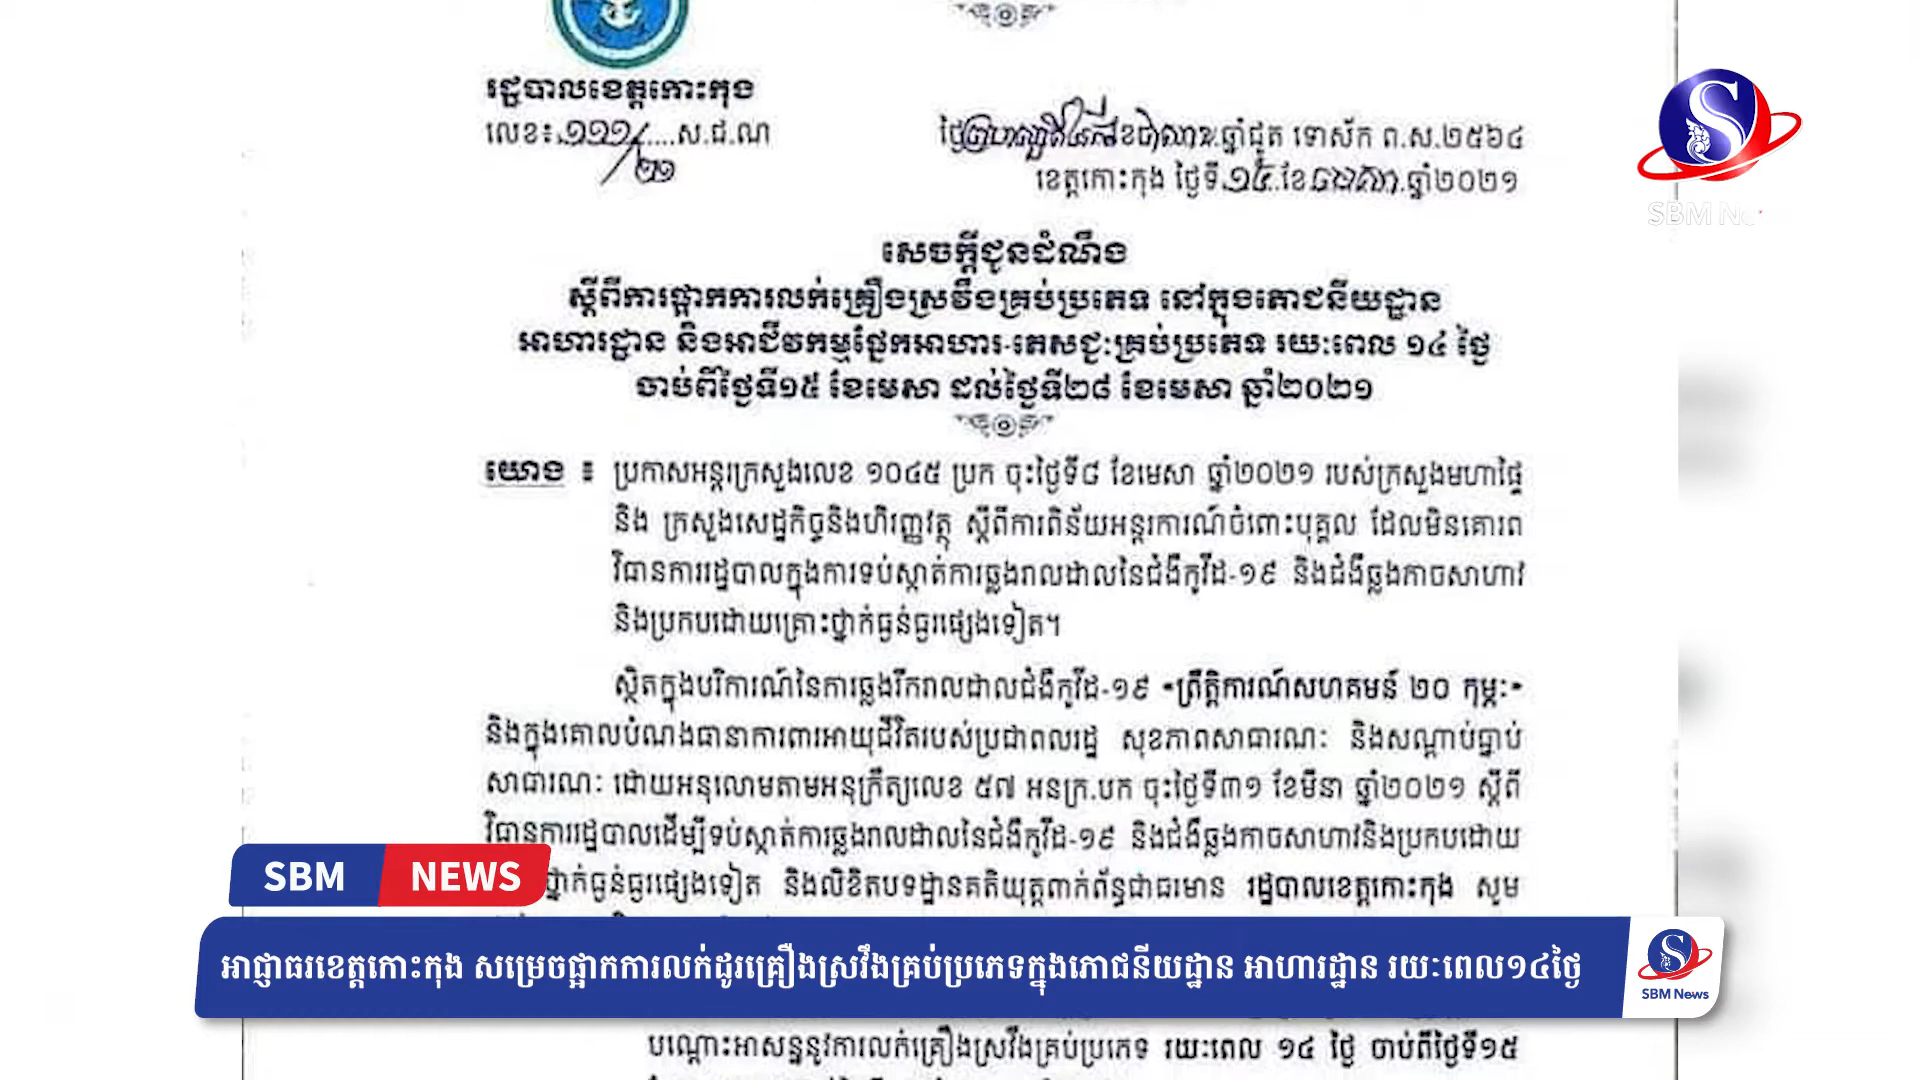 រដ្ឋបាលខេត្តកោះកុង
លេខ៖ ១១១/២១ ស.ជ.ណ
ឆ្នាំជូត ទោស័ក ព.ស.២៥៦៤
ខេត្តកោះកុង ថ្ងៃទី ១៤ ខែ មេសា ឆ្នាំ២០២១
SBM Ne
សេចក្តីជូនដំណឹង
ស្តីពីការផ្អាកការលក់គ្រឿងស្រវឹងគ្រប់ប្រភេទ នៅក្នុងភោជនីយដ្ឋាន
អាហារដ្ឋាន និងអាជីវកម្មផ្នែកអាហារ-ភេសជ្ជៈគ្រប់ប្រភេទ រយៈពេល ១៤ ថ្ងៃ
ចាប់ពីថ្ងៃទី១៥ ខែមេសា ដល់ថ្ងៃទី២៨ ខែមេសា ឆ្នាំ២០២១
យោង ៖ ប្រកាសអន្តរក្រសួងលេខ ១០៤៥ ប្រក ចុះថ្ងៃទី៨ ខែមេសា ឆ្នាំ២០២១ របស់ក្រសួងមហាផ្ទៃ
និង ក្រសួងសេដ្ឋកិច្ចនិងហិរញ្ញវត្ថុ ស្តីពីការពិន័យអន្តរការណ៍ចំពោះបុគ្គល ដែលមិនគោរព
វិធានការរដ្ឋបាលក្នុងការទប់ស្កាត់ការឆ្លងរាលដាលនៃជំងឺកូវីដ-១៩ និងជំងឺឆ្លងកាចសាហាវ
និងប្រកបដោយគ្រោះថ្នាក់ធ្ងន់ធ្ងរផ្សេងទៀត។
ស្ថិតក្នុងបរិការណ៍នៃការឆ្លងរីករាលដាលជំងឺកូវីដ-១៩ «ព្រឹត្តិការណ៍សហគមន៍ ២០ កុម្ភៈ»
និងក្នុងគោលបំណងធានាការពារអាយុជីវិតរបស់ប្រជាពលរដ្ឋ សុខភាពសាធារណៈ និងសណ្តាប់ធ្នាប់
សាធារណៈ ដោយអនុលោមតាមអនុក្រឹត្យលេខ ៥៧ អនក្រ.បក ចុះថ្ងៃទី៣១ ខែមីនា ឆ្នាំ២០២១ ស្តីពី
វិធានការរដ្ឋបាលដើម្បីទប់ស្កាត់ការឆ្លងរាលដាលនៃជំងឺកូវីដ-១៩ និងជំងឺឆ្លងកាចសាហាវនិងប្រកបដោយ
SBM NEWS
ថ្នាក់ធ្ងន់ធ្ងរផ្សេងទៀត និងលិខិតបទដ្ឋានគតិយុត្តពាក់ព័ន្ធជាធរមាន រដ្ឋបាលខេត្តកោះកុង សូម
អាជ្ញាធរខេត្តកោះកុង សម្រេចផ្អាកការលក់ដូរគ្រឿងស្រវឹងគ្រប់ប្រភេទក្នុងភោជនីយដ្ឋាន អាហារដ្ឋាន រយៈពេល១៤ថ្ងៃ
SBM News
បណ្តោះអាសន្ននូវការលក់គ្រឿងស្រវឹងគ្រប់ប្រភេទ រយៈពេល ១៤ ថ្ងៃ ចាប់ពីថ្ងៃទី១៥